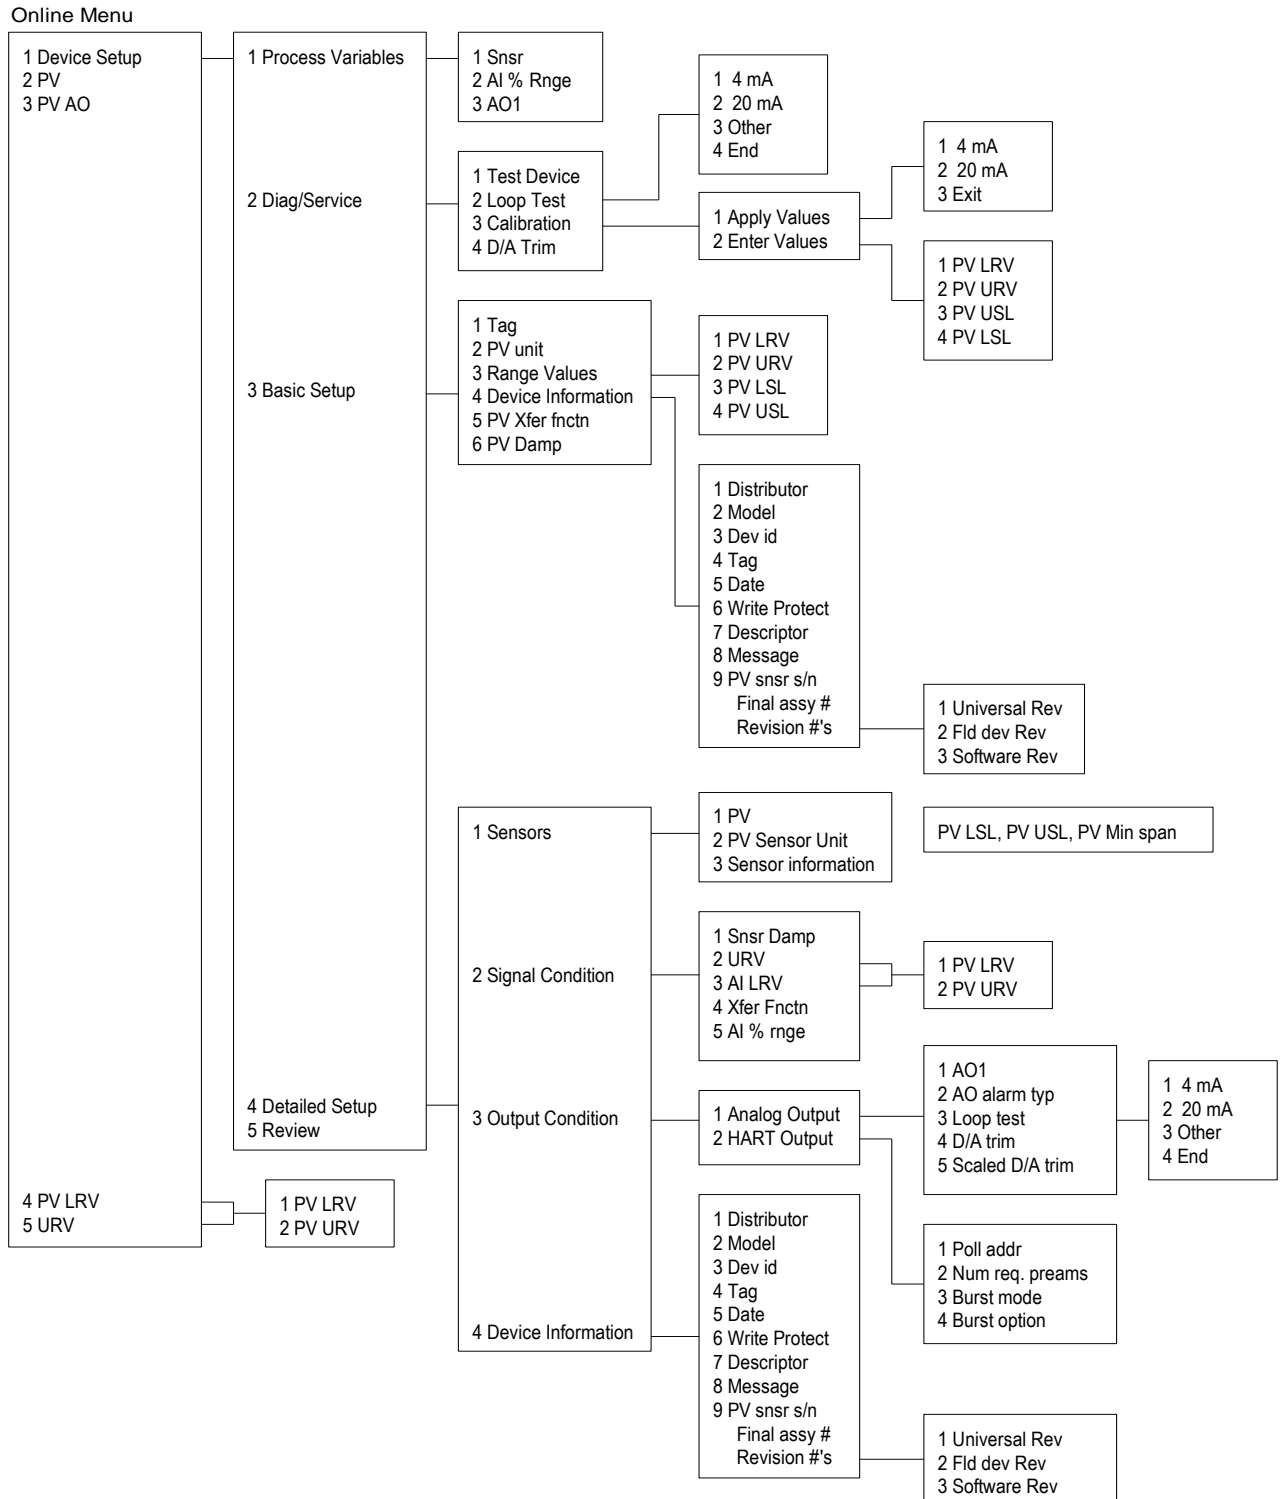 Online Menu
1 Device Setup
2 PV
3 PV AO
4 PV LRV
5 URV
1 PV LRV
2 PV URV
1 Process Variables
2 Diag/Service
3 Basic Setup
4 Detailed Setup
5 Review
1 Snsr
2 AI % Rnge
3 AO1
1 Test Device
2 Loop Test
3 Calibration
4 D/A Trim
1 4 mA
2 20 mA
3 Other
4 End
1 Apply Values
2 Enter Values
1 4 mA
2 20 mA
3 Exit
1 PV LRV
2 PV URV
3 PV USL
4 PV LSL
1 Tag
2 PV unit
3 Range Values
4 Device Information
5 PV Xfer fnctn
6 PV Damp
1 PV LRV
2 PV URV
3 PV LSL
4 PV USL
1 Distributor
2 Model
3 Dev id
4 Tag
5 Date
6 Write Protect
7 Descriptor
8 Message
9 PV snsr s/n
Final assy #
Revision #'s
1 Universal Rev
2 Fld dev Rev
3 Software Rev
1 Sensors
2 Signal Condition
3 Output Condition
4 Device Information
1 PV
2 PV Sensor Unit
3 Sensor information
PV LSL, PV USL, PV Min span
1 Snsr Damp
2 URV
3 AI LRV
4 Xfer Fnctn
5 AI % rnge
1 PV LRV
2 PV URV
1 Analog Output
2 HART Output
1 AO1
2 AO alarm typ
3 Loop test
4 D/A trim
5 Scaled D/A trim
1 4 mA
2 20 mA
3 Other
4 End
1 Poll addr
2 Num req. preams
3 Burst mode
4 Burst option
1 Distributor
2 Model
3 Dev id
4 Tag
5 Date
6 Write Protect
7 Descriptor
8 Message
9 PV snsr s/n
Final assy #
Revision #'s
1 Universal Rev
2 Fld dev Rev
3 Software Rev